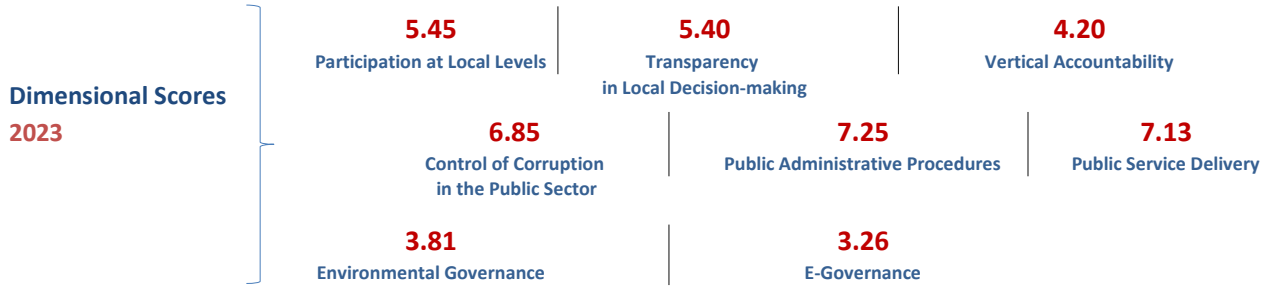 Dimensional Scores
2023
5.45
Participation at Local Levels
5.40
Transparency
in Local Decision-making
4.20
Vertical Accountability
6.85
Control of Corruption
in the Public Sector
7.25
Public Administrative Procedures
7.13
Public Service Delivery
3.81
Environmental Governance
3.26
E-Governance